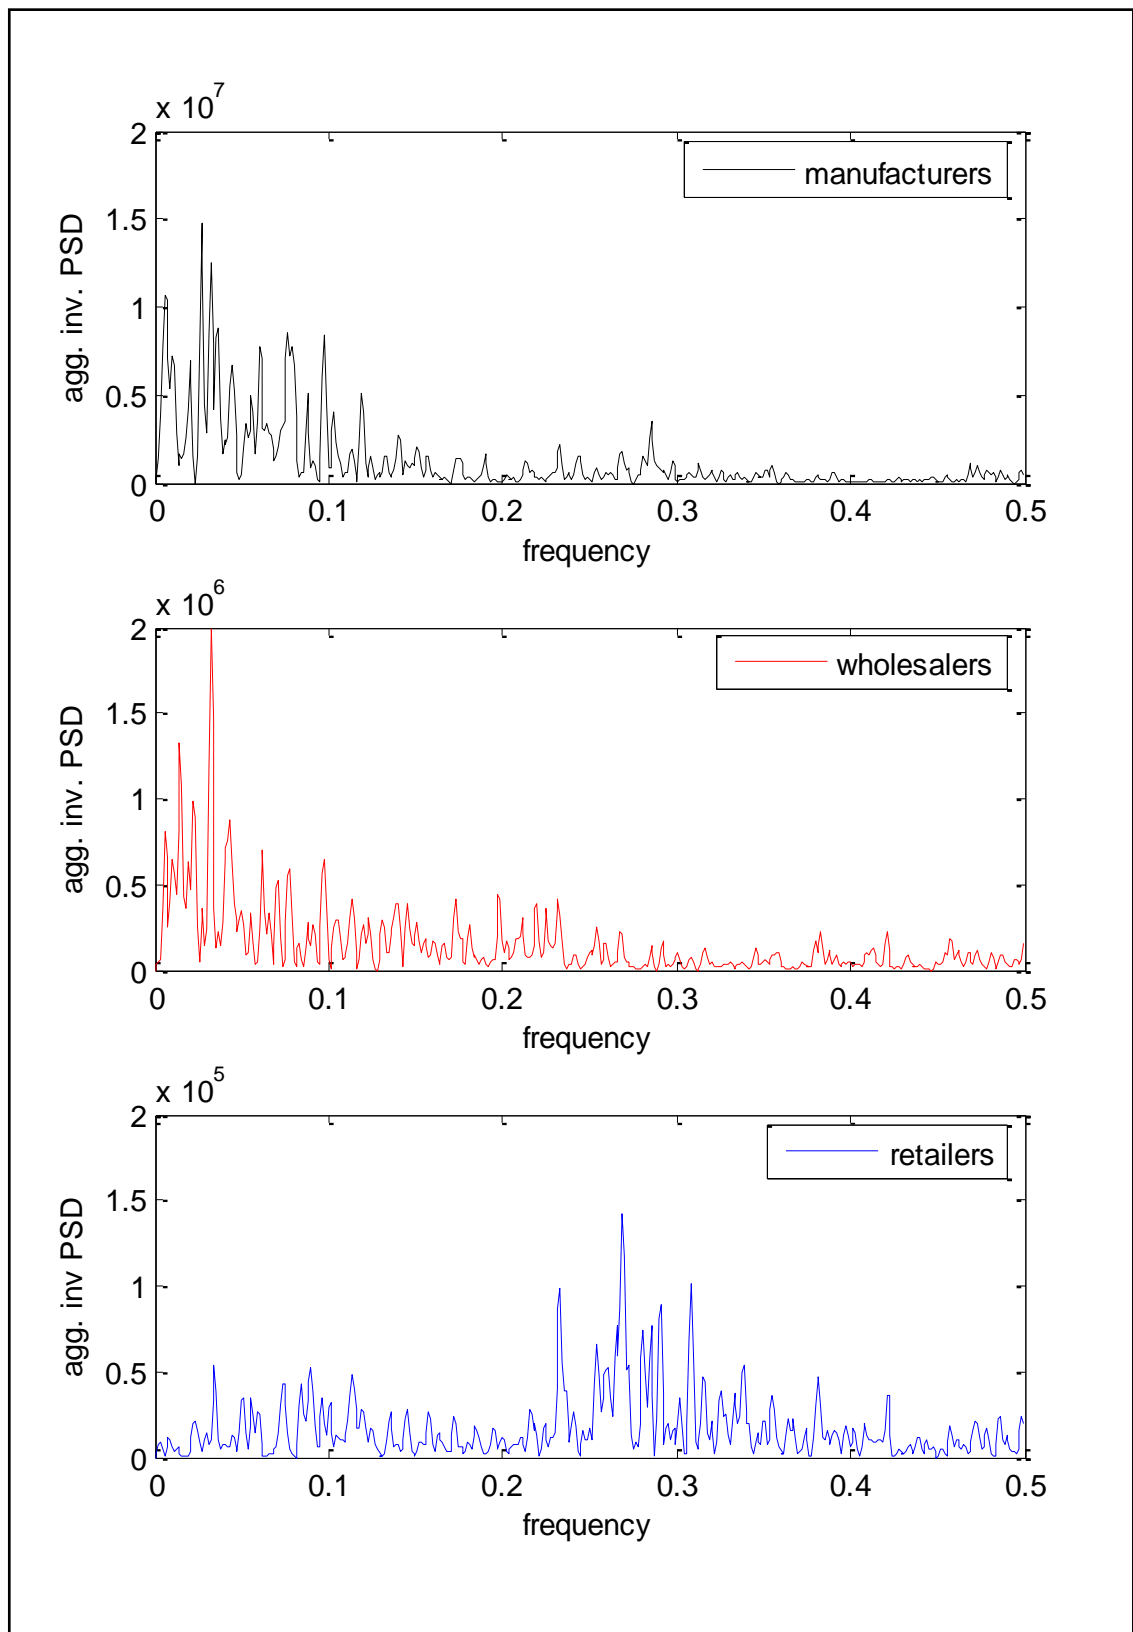 x 10^7
2
1.5
1
0.5
0
agg. inv. PSD
manufacturers
0 0.1 0.2 0.3 0.4 0.5
frequency
x 10^6
2
1.5
1
0.5
0
agg. inv. PSD
wholesalers
0 0.1 0.2 0.3 0.4 0.5
frequency
x 10^5
2
1.5
1
0.5
0
agg. inv PSD
retailers
0 0.1 0.2 0.3 0.4 0.5
frequency